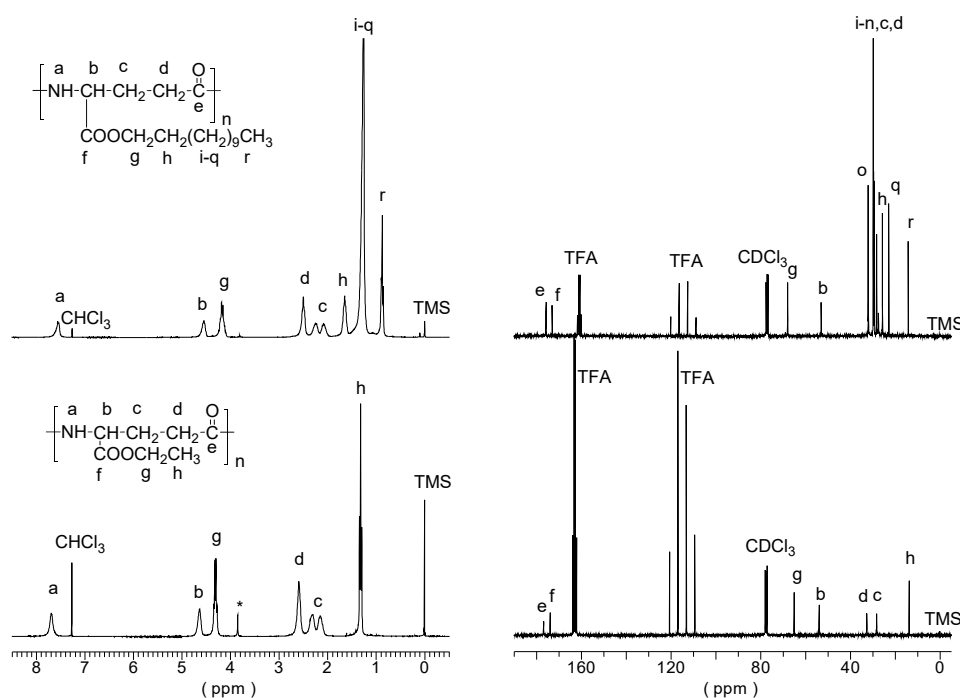 i-q
a b c d
O
NH-CH-CH2-CH2-C
e
n
COOCH2CH2(CH2)9CH3
f g h i-q r
r
a
CHCl3
b
g
d
c
h
TMS
i-n,c,d
o
h
q
r
TFA
TFA
CDCl3
g
b
e
f
TMS
a b c d
O
NH-CH-CH2-CH2-C
e
COOCH2CH3
n
f g h
h
TMS
CHCl3
a
b
g
*
d
c
8 7 6 5 4 3 2 1 0
( ppm )
TFA
TFA
CDCl3
e
f
g
b
d
c
h
TMS
160 120 80 40 0
( ppm )